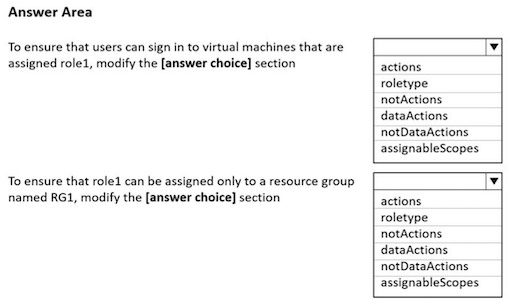 Answer Area
To ensure that users can sign in to virtual machines that are
assigned role1, modify the [answer choice] section
actions
roletype
notActions
dataActions
notDataActions
assignableScopes
To ensure that role1 can be assigned only to a resource group
named RG1, modify the [answer choice] section
actions
roletype
notActions
dataActions
notDataActions
assignableScopes